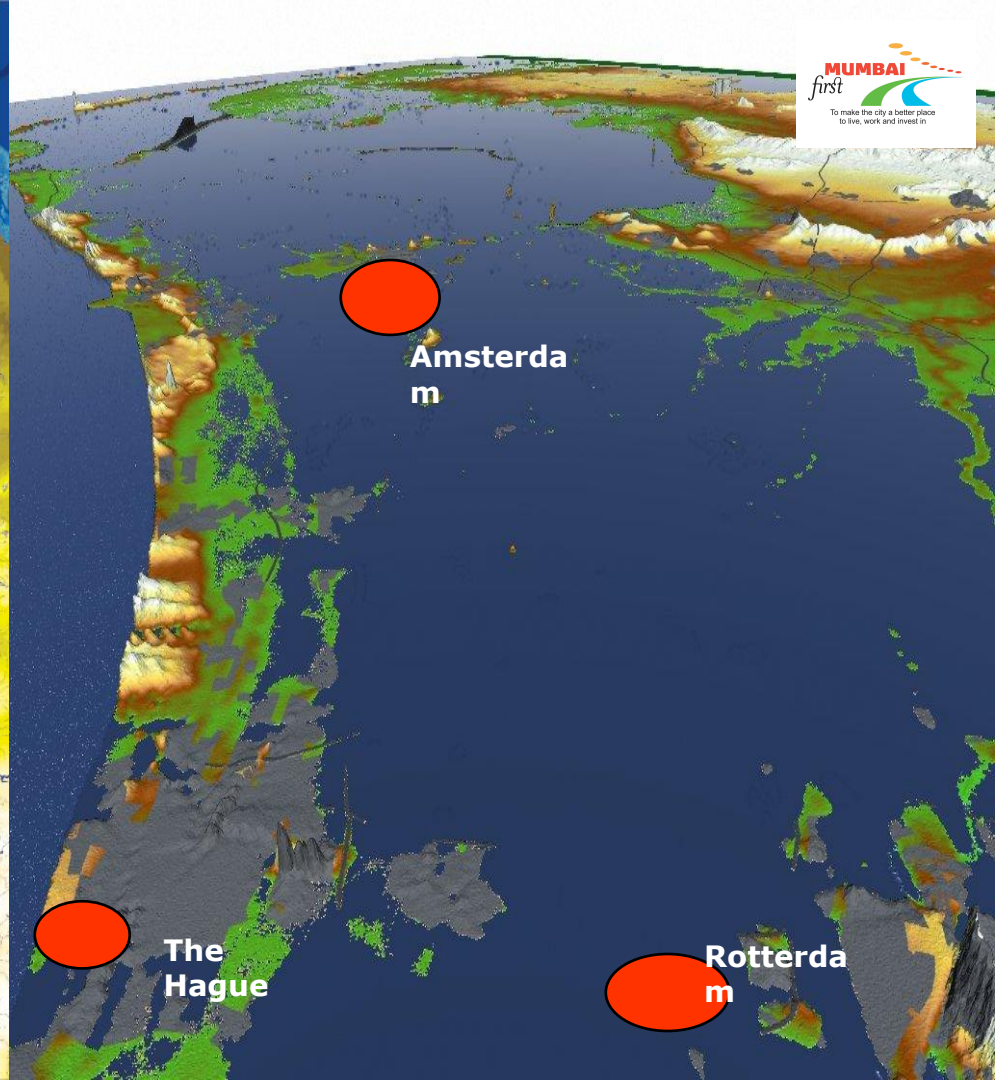 MUMBAI
first
To make the city a better place
to live, work and invest in
Amsterda
m
The
Hague
Rotterda
m